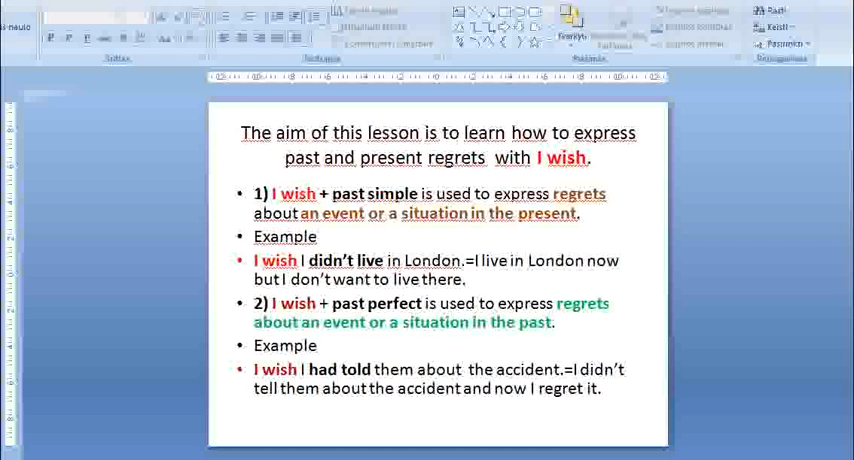 Rasti
Keisti
Pasirinkti
The aim of this lesson is to learn how to express
past and present regrets with I wish.
• 1) I wish + past simple is used to express regrets
about an event or a situation in the present.
• Example
• I wish I didn't live in London.=I live in London now
but I don't want to live there.
• 2) I wish + past perfect is used to express regrets
about an event or a situation in the past.
• Example
• I wish I had told them about the accident.=I didn't
tell them about the accident and now I regret it.